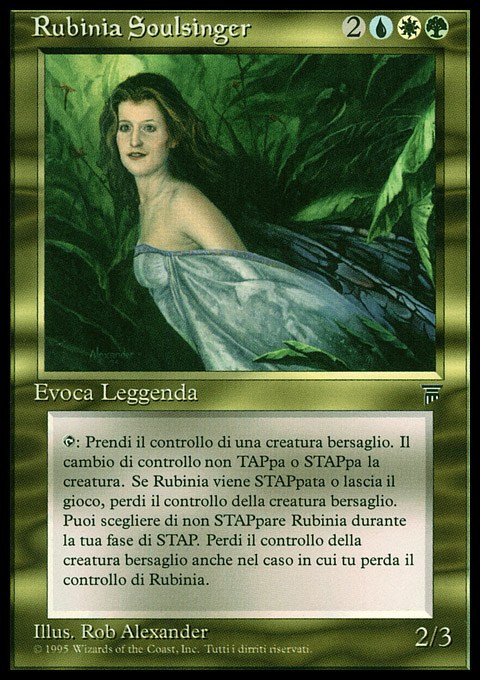 Rubinia Soulsinger 2
Alexander
Evoca Leggenda
: Prendi il controllo di una creatura bersaglio. Il
cambio di controllo non TAPpa o STAPpa la
creatura. Se Rubinia viene STAPpata o lascia il
gioco, perdi il controllo della creatura bersaglio.
Puoi scegliere di non STAPpare Rubinia durante
la tua fase di STAP. Perdi il controllo della
creatura bersaglio anche nel caso in cui tu perda il
controllo di Rubinia.
Illus. Rob Alexander
© 1995 Wizards of the Coast, Inc. Tutti i diritti riservati.
2/3